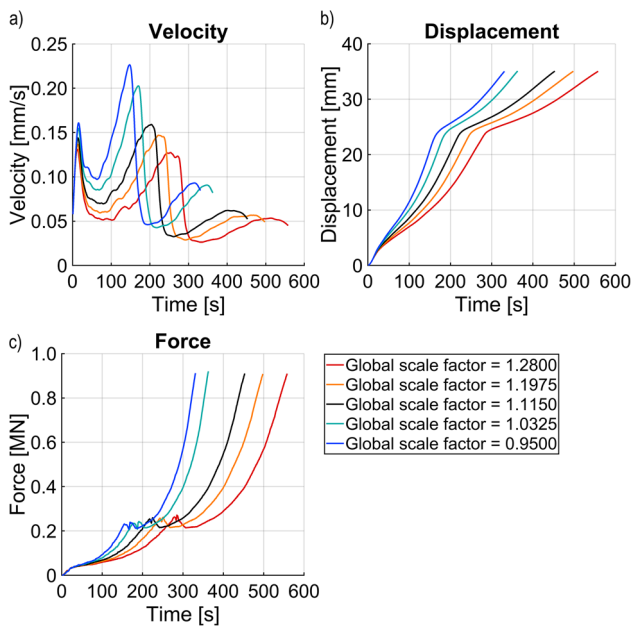 a)
Velocity
0.25
0.20
0.15
0.10
0.05
0
Velocity [mm/s]
0 100 200 300 400 500 600
Time [s]
b)
Displacement
40
30
20
10
0
Displacement [mm]
0 100 200 300 400 500 600
Time [s]
c)
Force
1.0
0.8
0.6
0.4
0.2
0
Force [MN]
0 100 200 300 400 500 600
Time [s]
Global scale factor = 1.2800
Global scale factor = 1.1975
Global scale factor = 1.1150
Global scale factor = 1.0325
Global scale factor = 0.9500